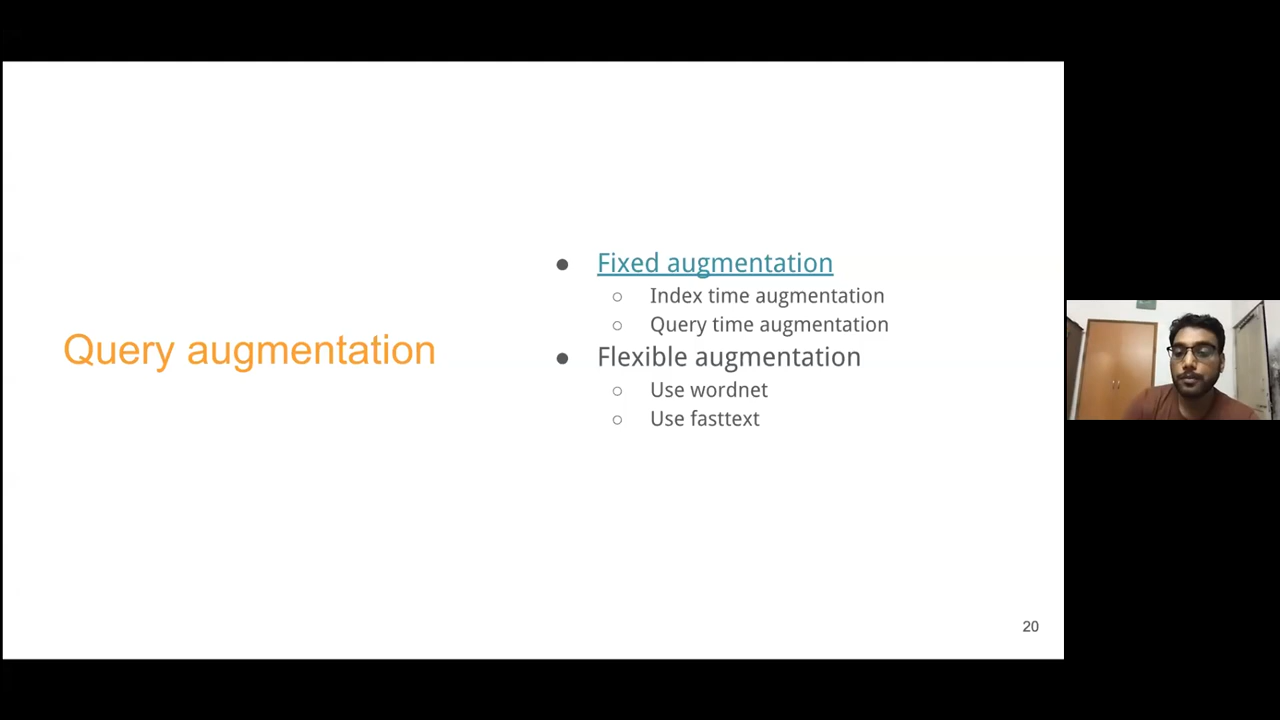 Query augmentation
● Fixed augmentation
○ Index time augmentation
○ Query time augmentation
● Flexible augmentation
○ Use wordnet
○ Use fasttext
20